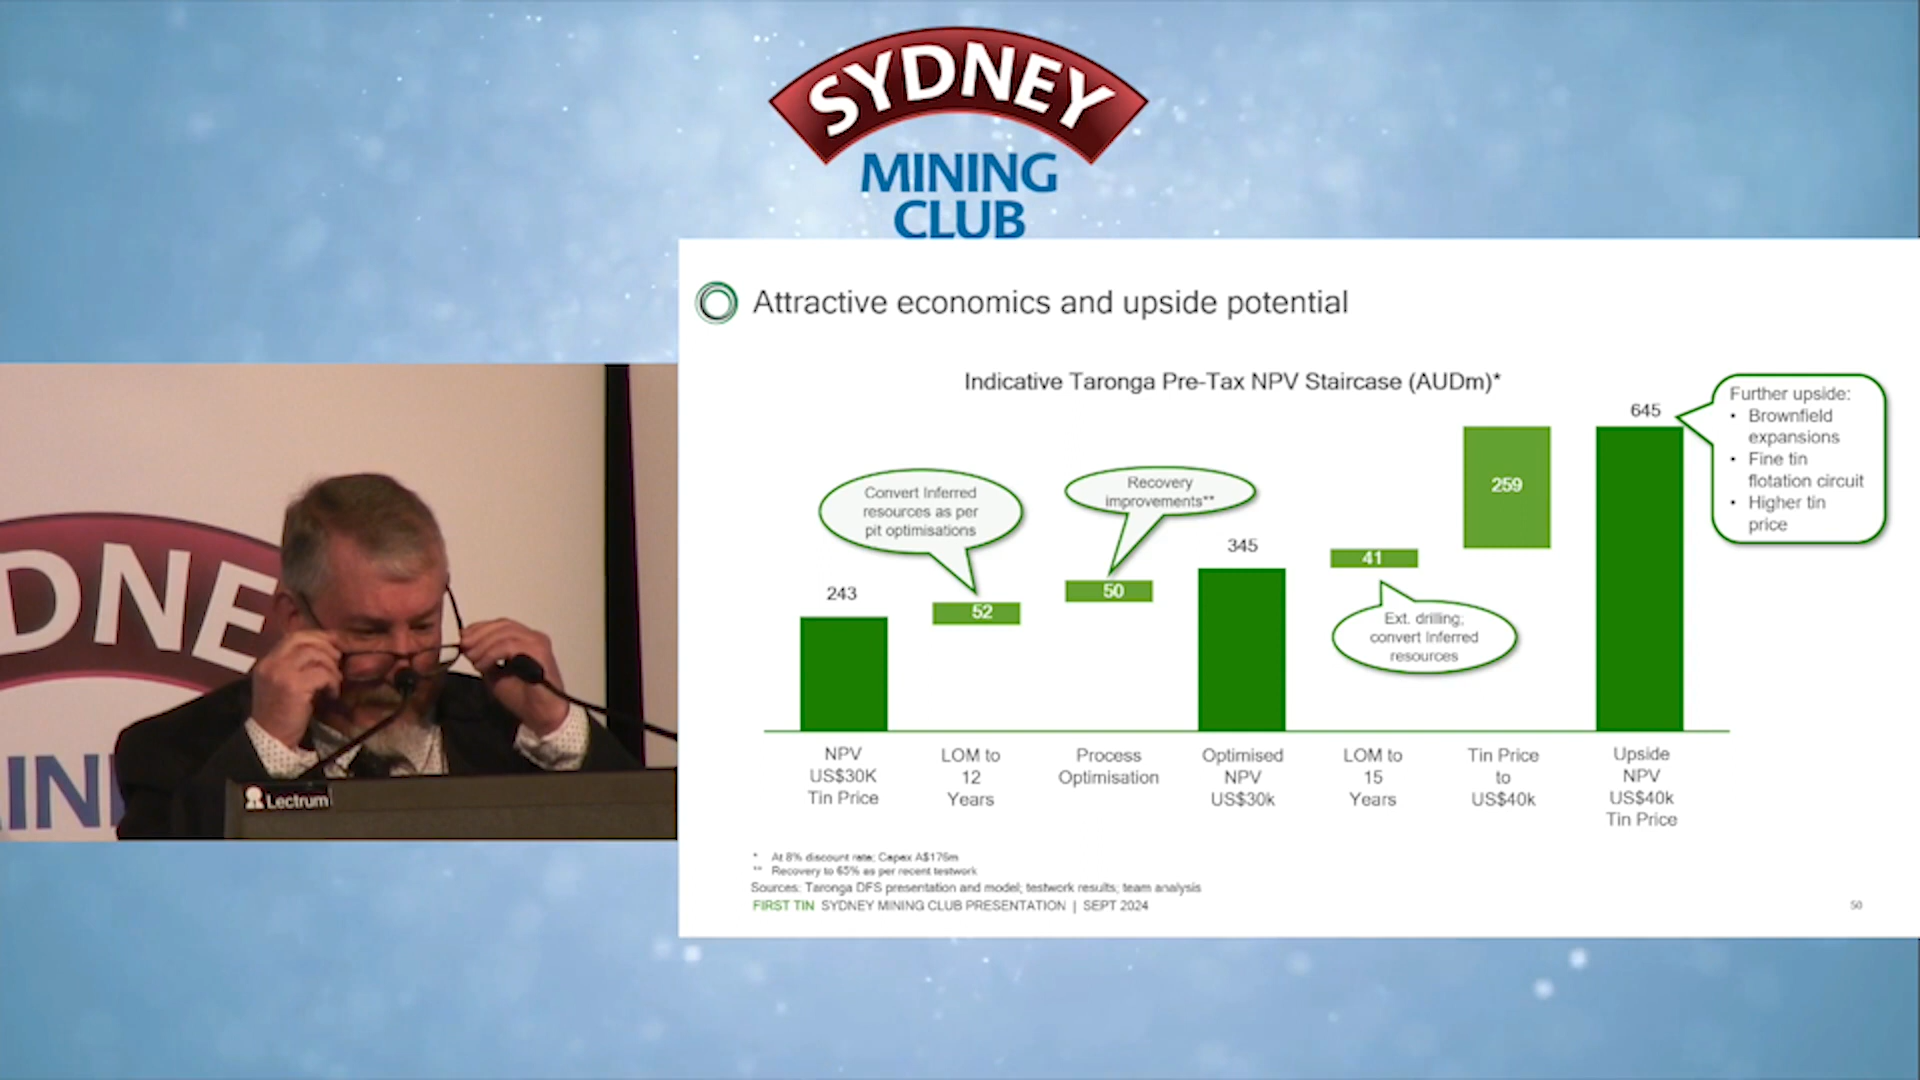 SYDNEY
MINING
CLUB
Attractive economics and upside potential
Indicative Taronga Pre-Tax NPV Staircase (AUDm)*
Further upside:
• Brownfield
expansions
• Fine tin
flotation circuit
• Higher tin
price
645
259
Convert Inferred
resources as per
pit optimisations
Recovery
improvements**
345
41
243
52
50
Ext. drilling;
convert Inferred
resources
NPV
US$30K
Tin Price
LOM to
12
Years
Process
Optimisation
Optimised
NPV
US$30k
LOM to
15
Years
Tin Price
to
US$40k
Upside
NPV
US$40k
Tin Price
* At 8% discount rate; Capex A$176m
** Recovery to 65% as per recent testwork
Sources: Taronga DFS presentation and model; testwork results; team analysis
FIRST TIN SYDNEY MINING CLUB PRESENTATION | SEPT 2024
50
DNE
IN
Lectrum